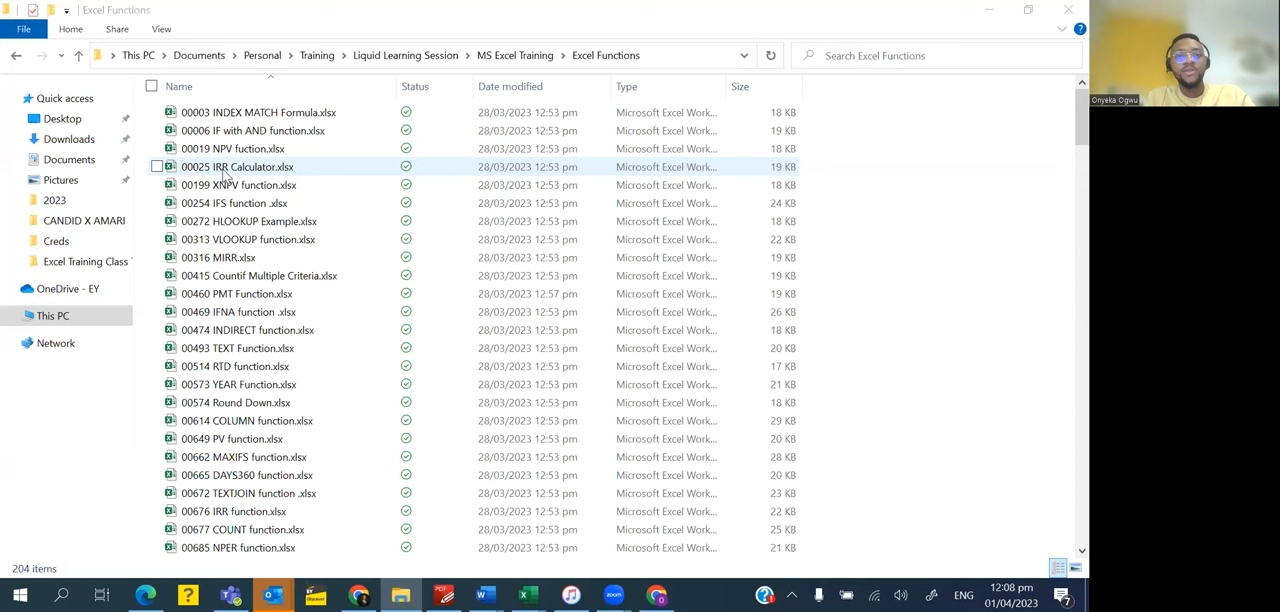 Excel Functions
File Home Share View
This PC Documents Personal Training Liquid Learning Session MS Excel Training Excel Functions
Search Excel Functions
Name Status Date modified Type Size
Quick access
Desktop
Downloads
Documents
Pictures
2023
CANDID X AMARI
Creds
Excel Training Class
OneDrive - EY
This PC
Network
00003 INDEX MATCH Formula.xlsx 28/03/2023 12:53 pm Microsoft Excel Work... 18 KB
00006 IF with AND function.xlsx 28/03/2023 12:53 pm Microsoft Excel Work... 19 KB
00019 NPV fuction.xlsx 28/03/2023 12:53 pm Microsoft Excel Work... 18 KB
00025 IRR Calculator.xlsx 28/03/2023 12:53 pm Microsoft Excel Work... 19 KB
00199 XNPV function.xlsx 28/03/2023 12:53 pm Microsoft Excel Work... 18 KB
00254 IFS function .xlsx 28/03/2023 12:53 pm Microsoft Excel Work... 24 KB
00272 HLOOKUP Example.xlsx 28/03/2023 12:53 pm Microsoft Excel Work... 18 KB
00313 VLOOKUP function.xlsx 28/03/2023 12:53 pm Microsoft Excel Work... 22 KB
00316 MIRR.xlsx 28/03/2023 12:53 pm Microsoft Excel Work... 19 KB
00415 Countif Multiple Criteria.xlsx 28/03/2023 12:53 pm Microsoft Excel Work... 19 KB
00460 PMT Function.xlsx 28/03/2023 12:57 pm Microsoft Excel Work... 19 KB
00469 IFNA function .xlsx 28/03/2023 12:53 pm Microsoft Excel Work... 26 KB
00474 INDIRECT function.xlsx 28/03/2023 12:53 pm Microsoft Excel Work... 18 KB
00493 TEXT Function.xlsx 28/03/2023 12:53 pm Microsoft Excel Work... 20 KB
00514 RTD function.xlsx 28/03/2023 12:53 pm Microsoft Excel Work... 17 KB
00573 YEAR Function.xlsx 28/03/2023 12:53 pm Microsoft Excel Work... 21 KB
00574 Round Down.xlsx 28/03/2023 12:53 pm Microsoft Excel Work... 18 KB
00614 COLUMN function.xlsx 28/03/2023 12:53 pm Microsoft Excel Work... 29 KB
00649 PV function.xlsx 28/03/2023 12:53 pm Microsoft Excel Work... 20 KB
00662 MAXIFS function.xlsx 28/03/2023 12:53 pm Microsoft Excel Work... 28 KB
00665 DAYS360 function.xlsx 28/03/2023 12:53 pm Microsoft Excel Work... 20 KB
00672 TEXTJOIN function .xlsx 28/03/2023 12:53 pm Microsoft Excel Work... 23 KB
00676 IRR function.xlsx 28/03/2023 12:53 pm Microsoft Excel Work... 22 KB
00677 COUNT function.xlsx 28/03/2023 12:53 pm Microsoft Excel Work... 25 KB
00685 NPER function.xlsx 28/03/2023 12:53 pm Microsoft Excel Work... 21 KB
204 items
Onyeka Ogwu
zoom
ENG
12:08 pm
01/04/2023
7